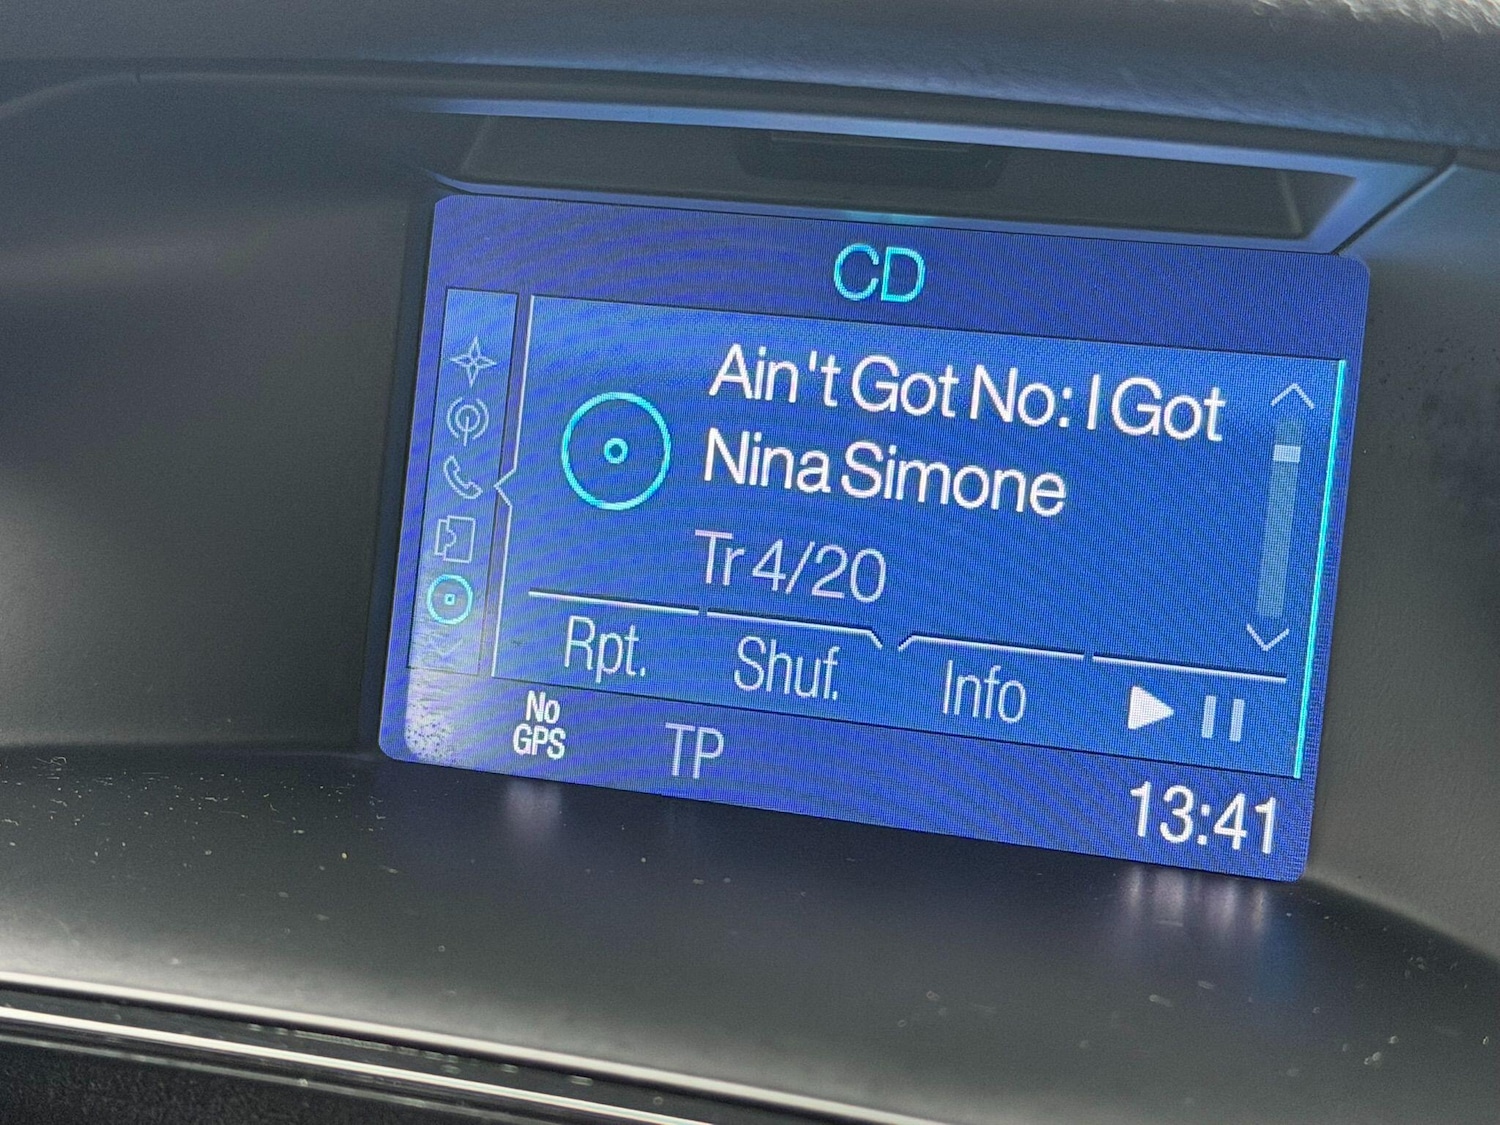 CD
Ain't Got No: I Got
Nina Simone
Tr 4/20
Rpt. Shuf. Info
No
GPS
TP
13:41